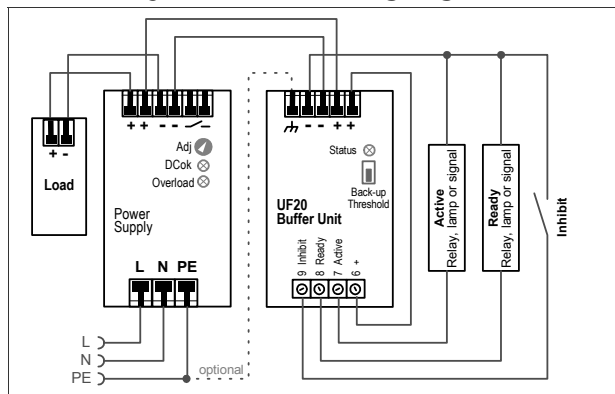 + + - -
- - + +
Adj
DCok
Overload
Status
Back-up
Threshold
+ -
Load
Power
Supply
UF20
Buffer Unit
Active
Relay, lamp or signal
Ready
Relay, lamp or signal
Inhibit
L N PE
9 Inhibit
8 Ready
7 Active
6 +
L
N
PE
optional